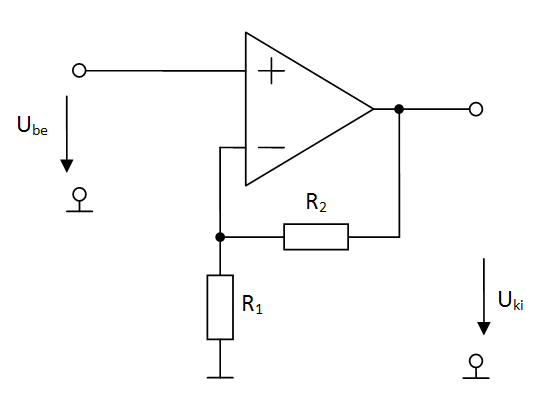 +
U_be
−
R_2
R_1
U_ki